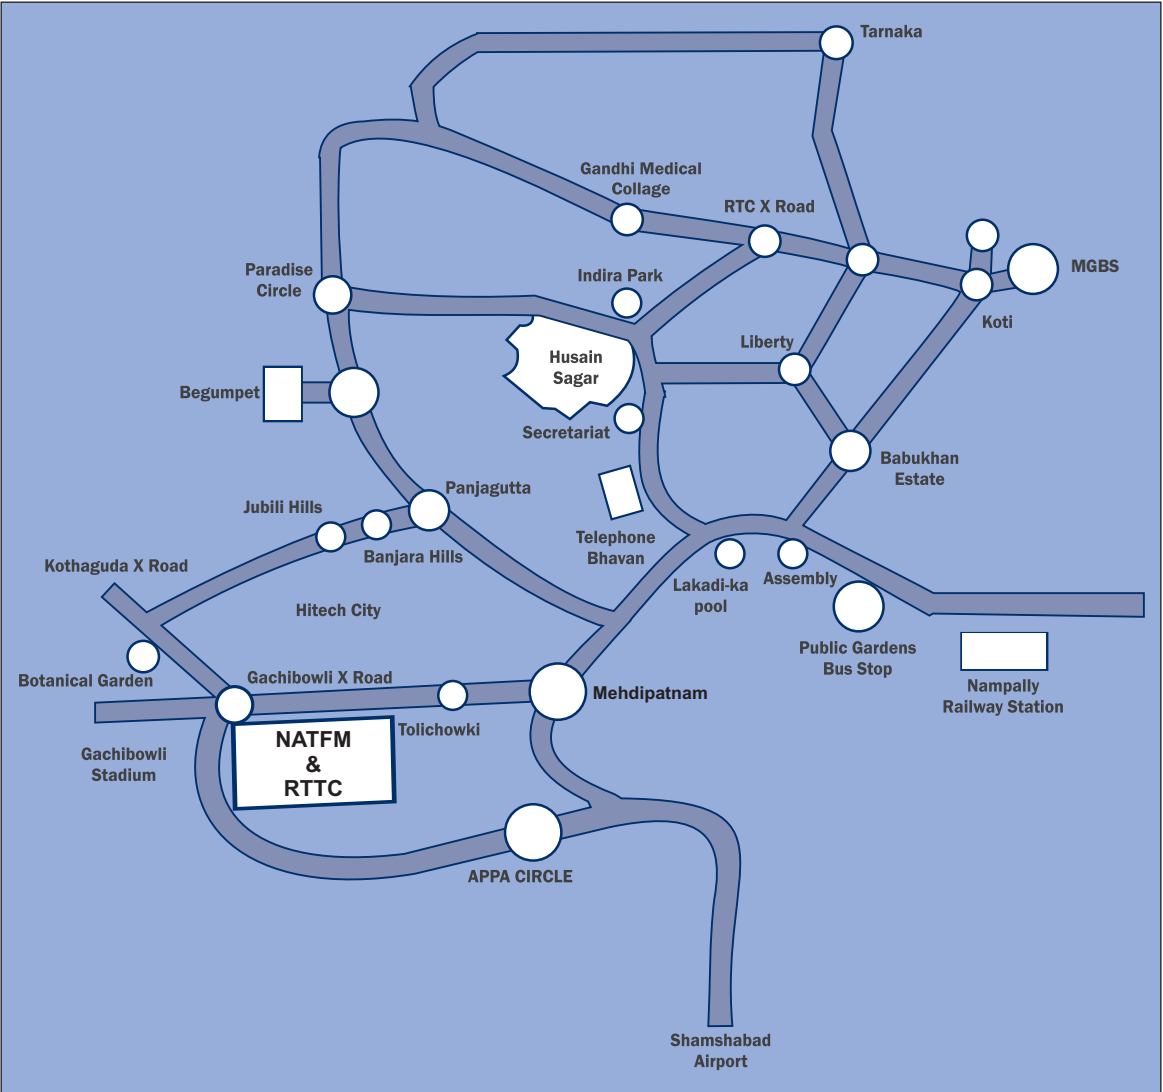 Tarnaka
Gandhi Medical
Collage
RTC X Road
Paradise
Circle
Indira Park
MGBS
Koti
Liberty
Husain
Sagar
Begumpet
Secretariat
Babukhan
Estate
Panjagutta
Jubili Hills
Banjara Hills
Telephone
Bhavan
Kothaguda X Road
Lakadi-ka
pool
Assembly
Hitech City
Public Gardens
Bus Stop
Botanical Garden
Gachibowli X Road
Mehdipatnam
Nampally
Railway Station
Tolichowki
Gachibowli
Stadium
NATFM
&
RTTC
APPA CIRCLE
Shamshabad
Airport